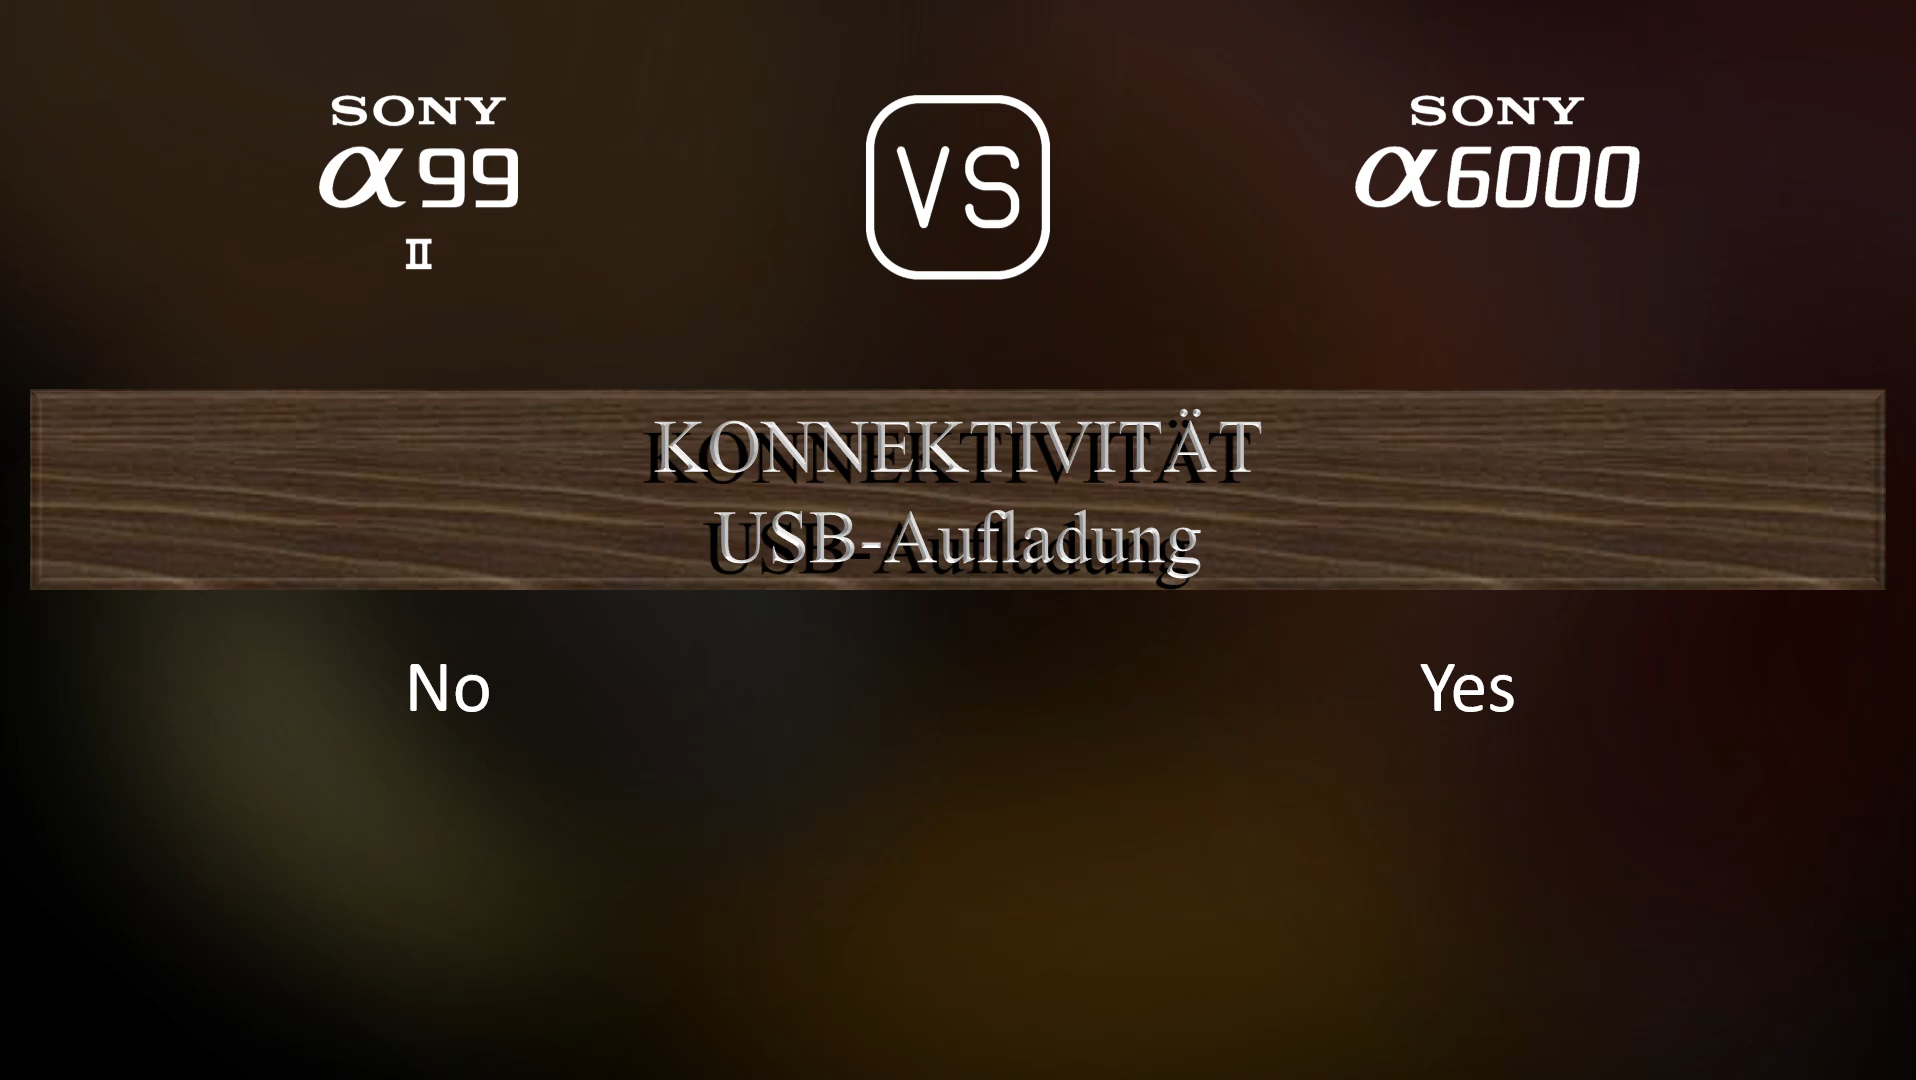 SONY
α99
II
VS
SONY
α6000
KONNEKTIVITÄT
USB-Aufladung
No
Yes